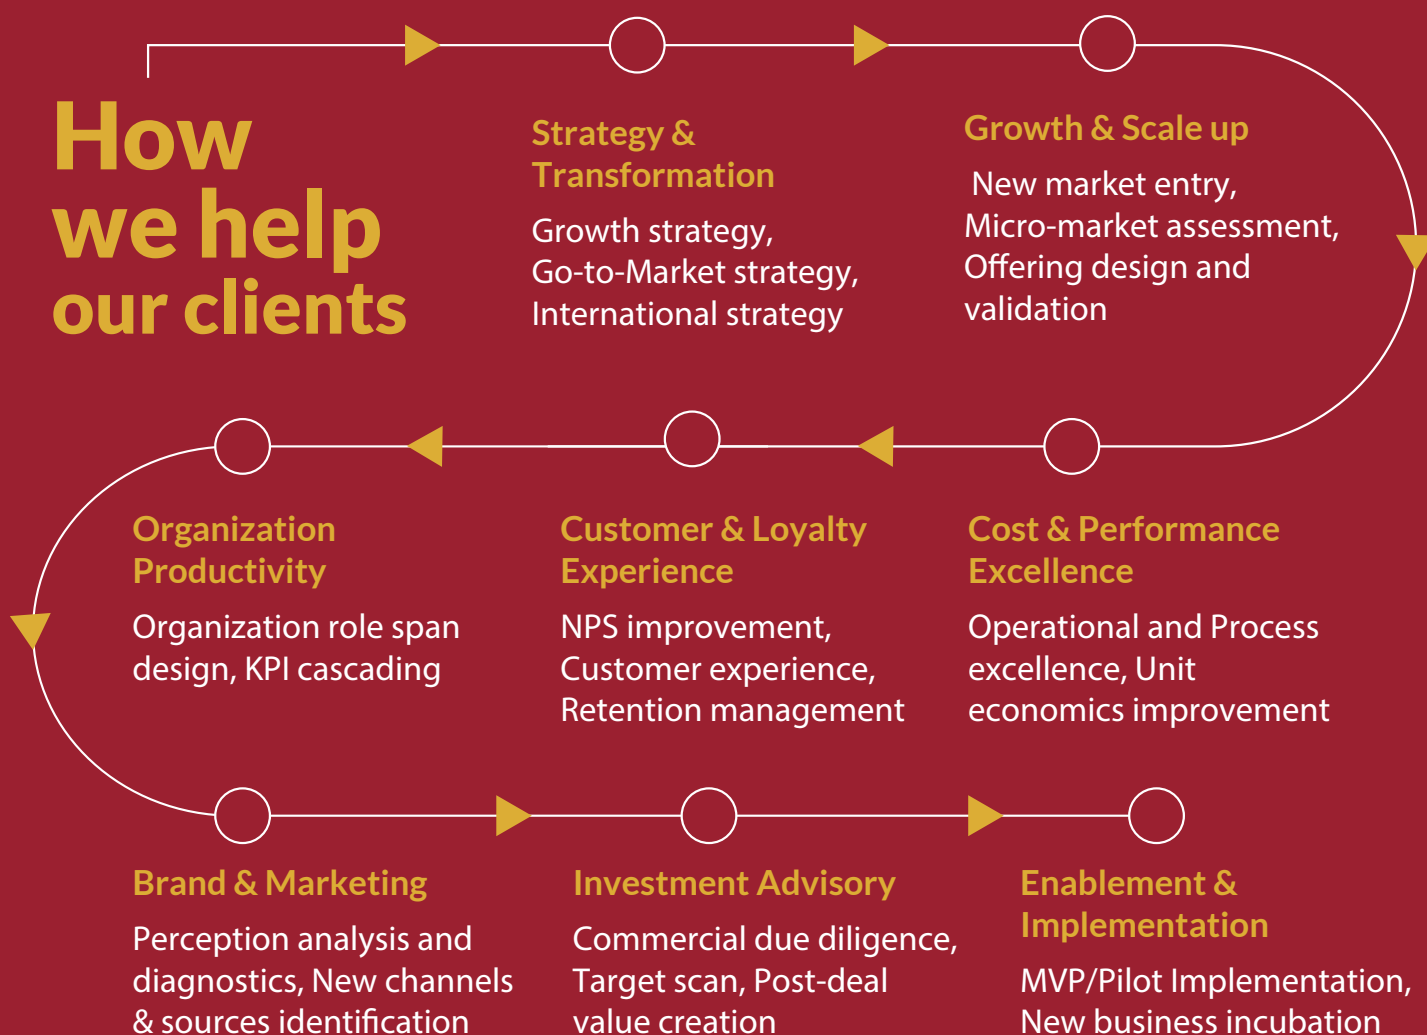 How
we help
our clients
Strategy &
Transformation
Growth strategy,
Go-to-Market strategy,
International strategy
Growth & Scale up
New market entry,
Micro-market assessment,
Offering design and
validation
Organization
Productivity
Organization role span
design, KPI cascading
Customer & Loyalty
Experience
NPS improvement,
Customer experience,
Retention management
Cost & Performance
Excellence
Operational and Process
excellence, Unit
economics improvement
Brand & Marketing
Perception analysis and
diagnostics, New channels
& sources identification
Investment Advisory
Commercial due diligence,
Target scan, Post-deal
value creation
Enablement &
Implementation
MVP/Pilot Implementation,
New business incubation